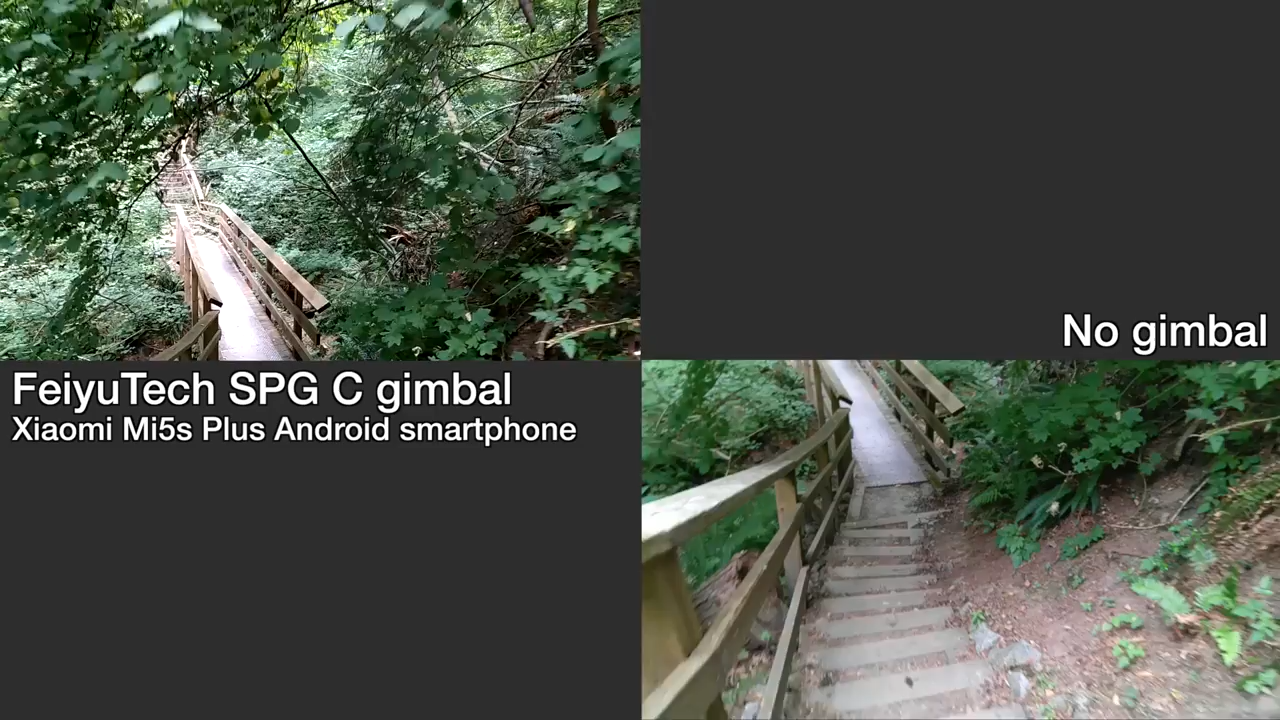 No gimbal
FeiyuTech SPG C gimbal
Xiaomi Mi5s Plus Android smartphone